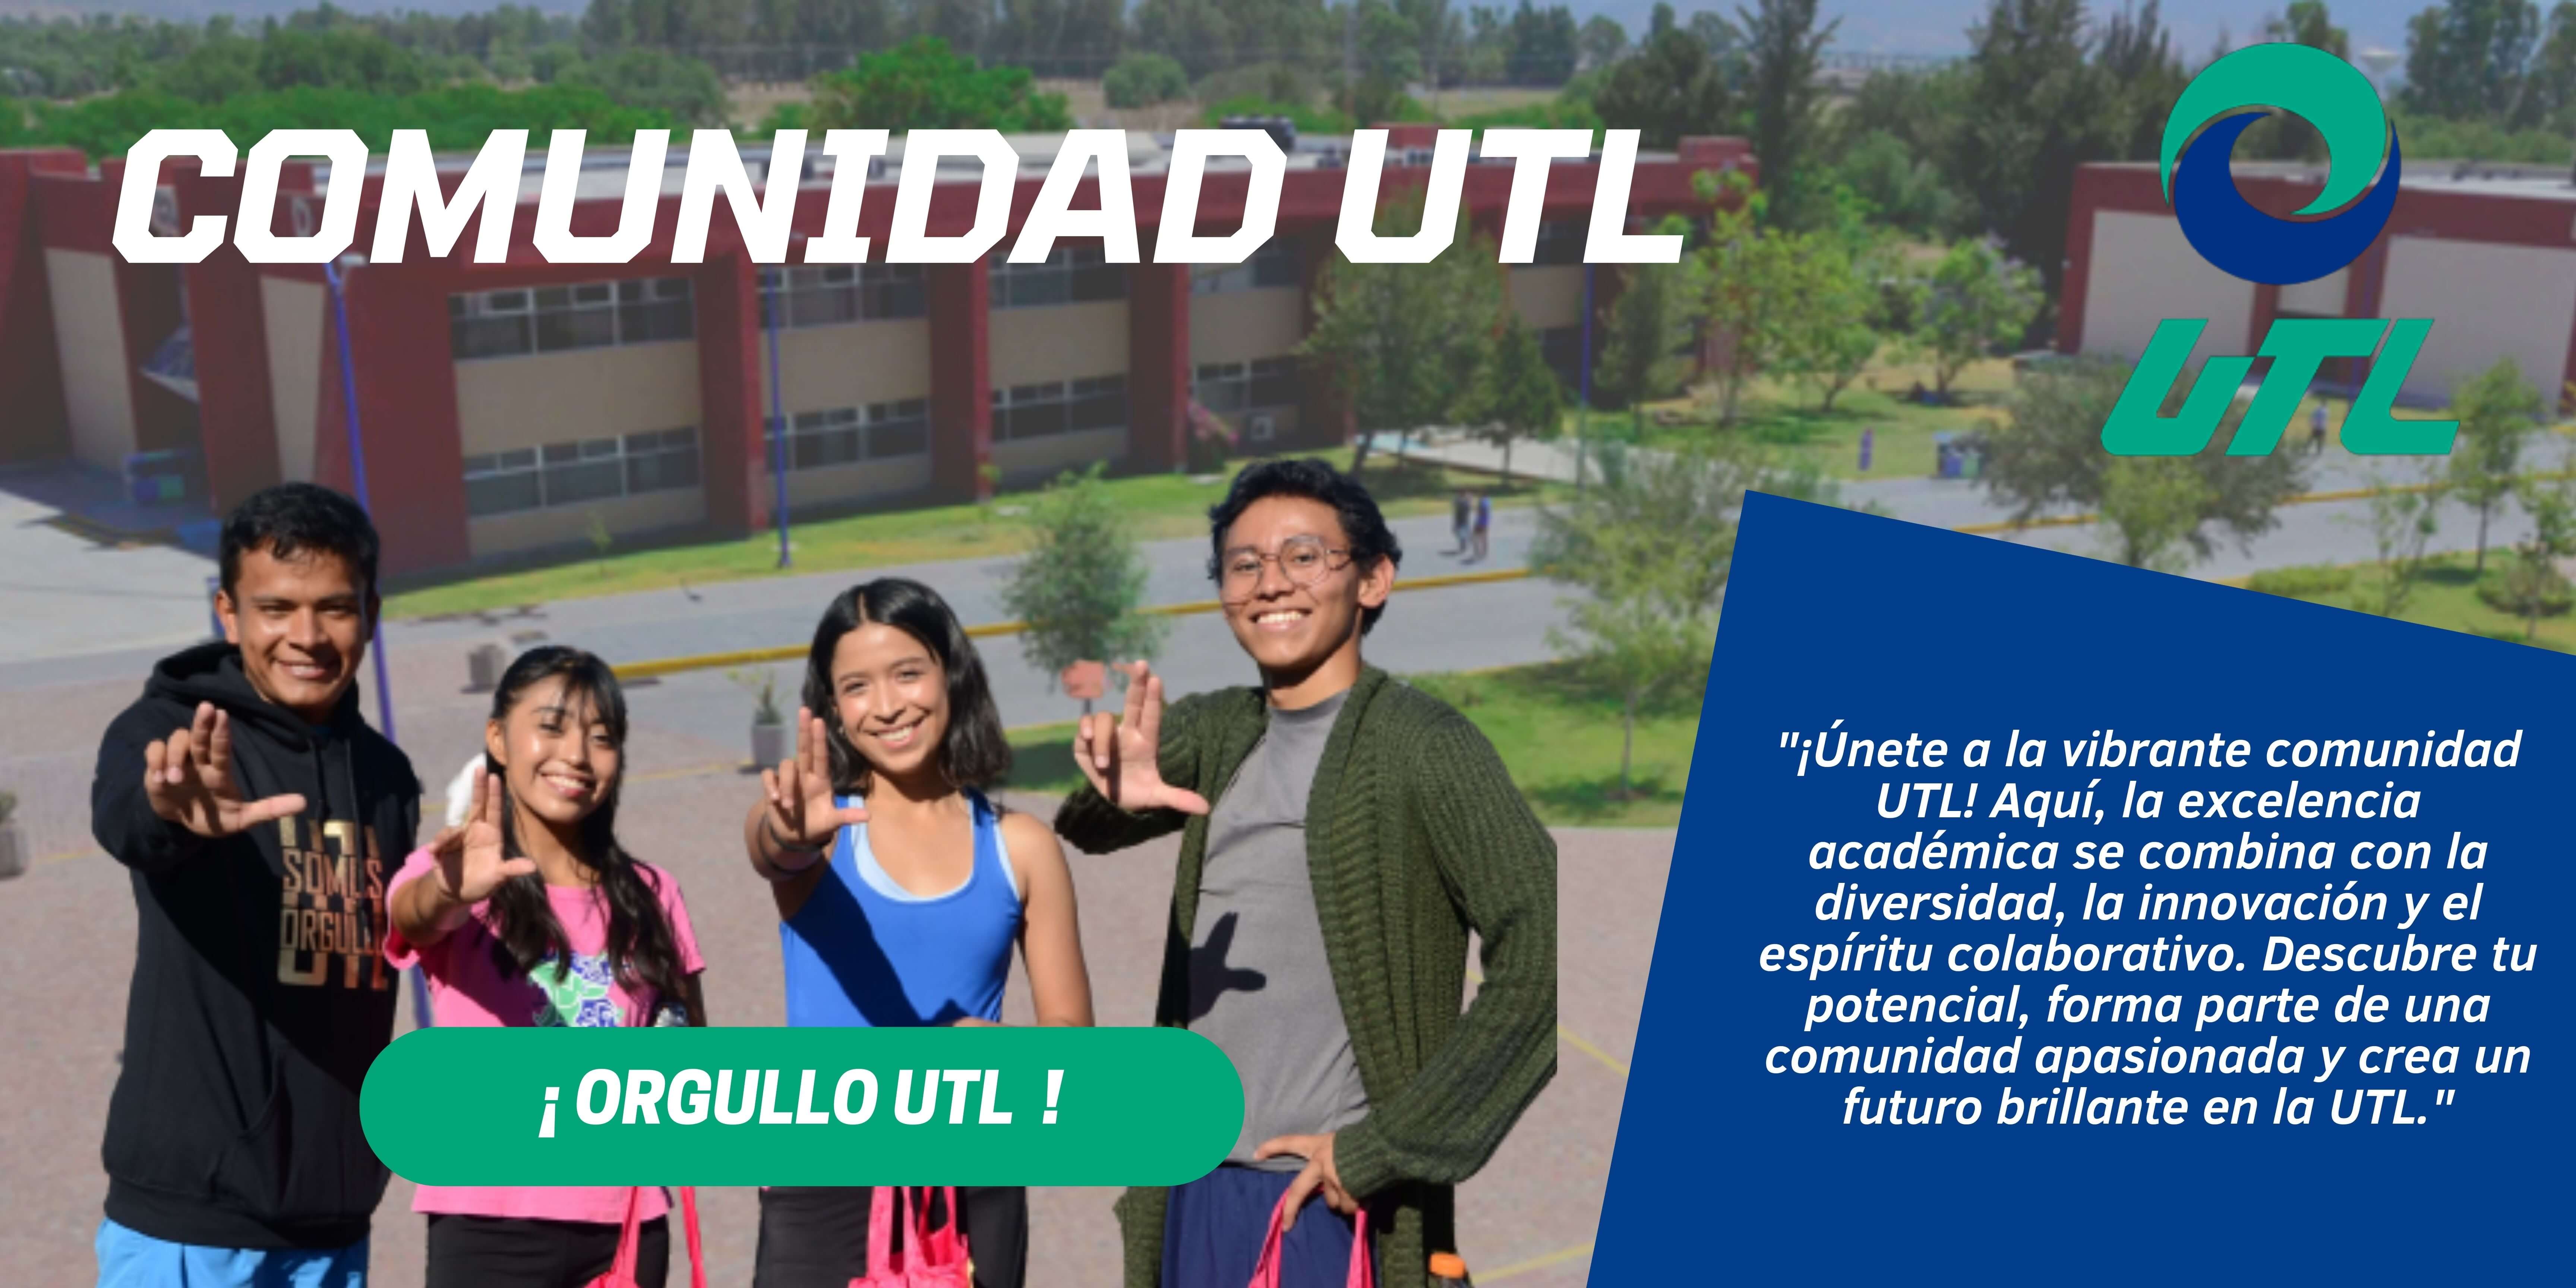 COMUNIDAD UTL
UTL
SOMOS
ORGULLO
UTL
¡ ORGULLO UTL !
"¡Únete a la vibrante comunidad
UTL! Aquí, la excelencia
académica se combina con la
diversidad, la innovación y el
espíritu colaborativo. Descubre tu
potencial, forma parte de una
comunidad apasionada y crea un
futuro brillante en la UTL."